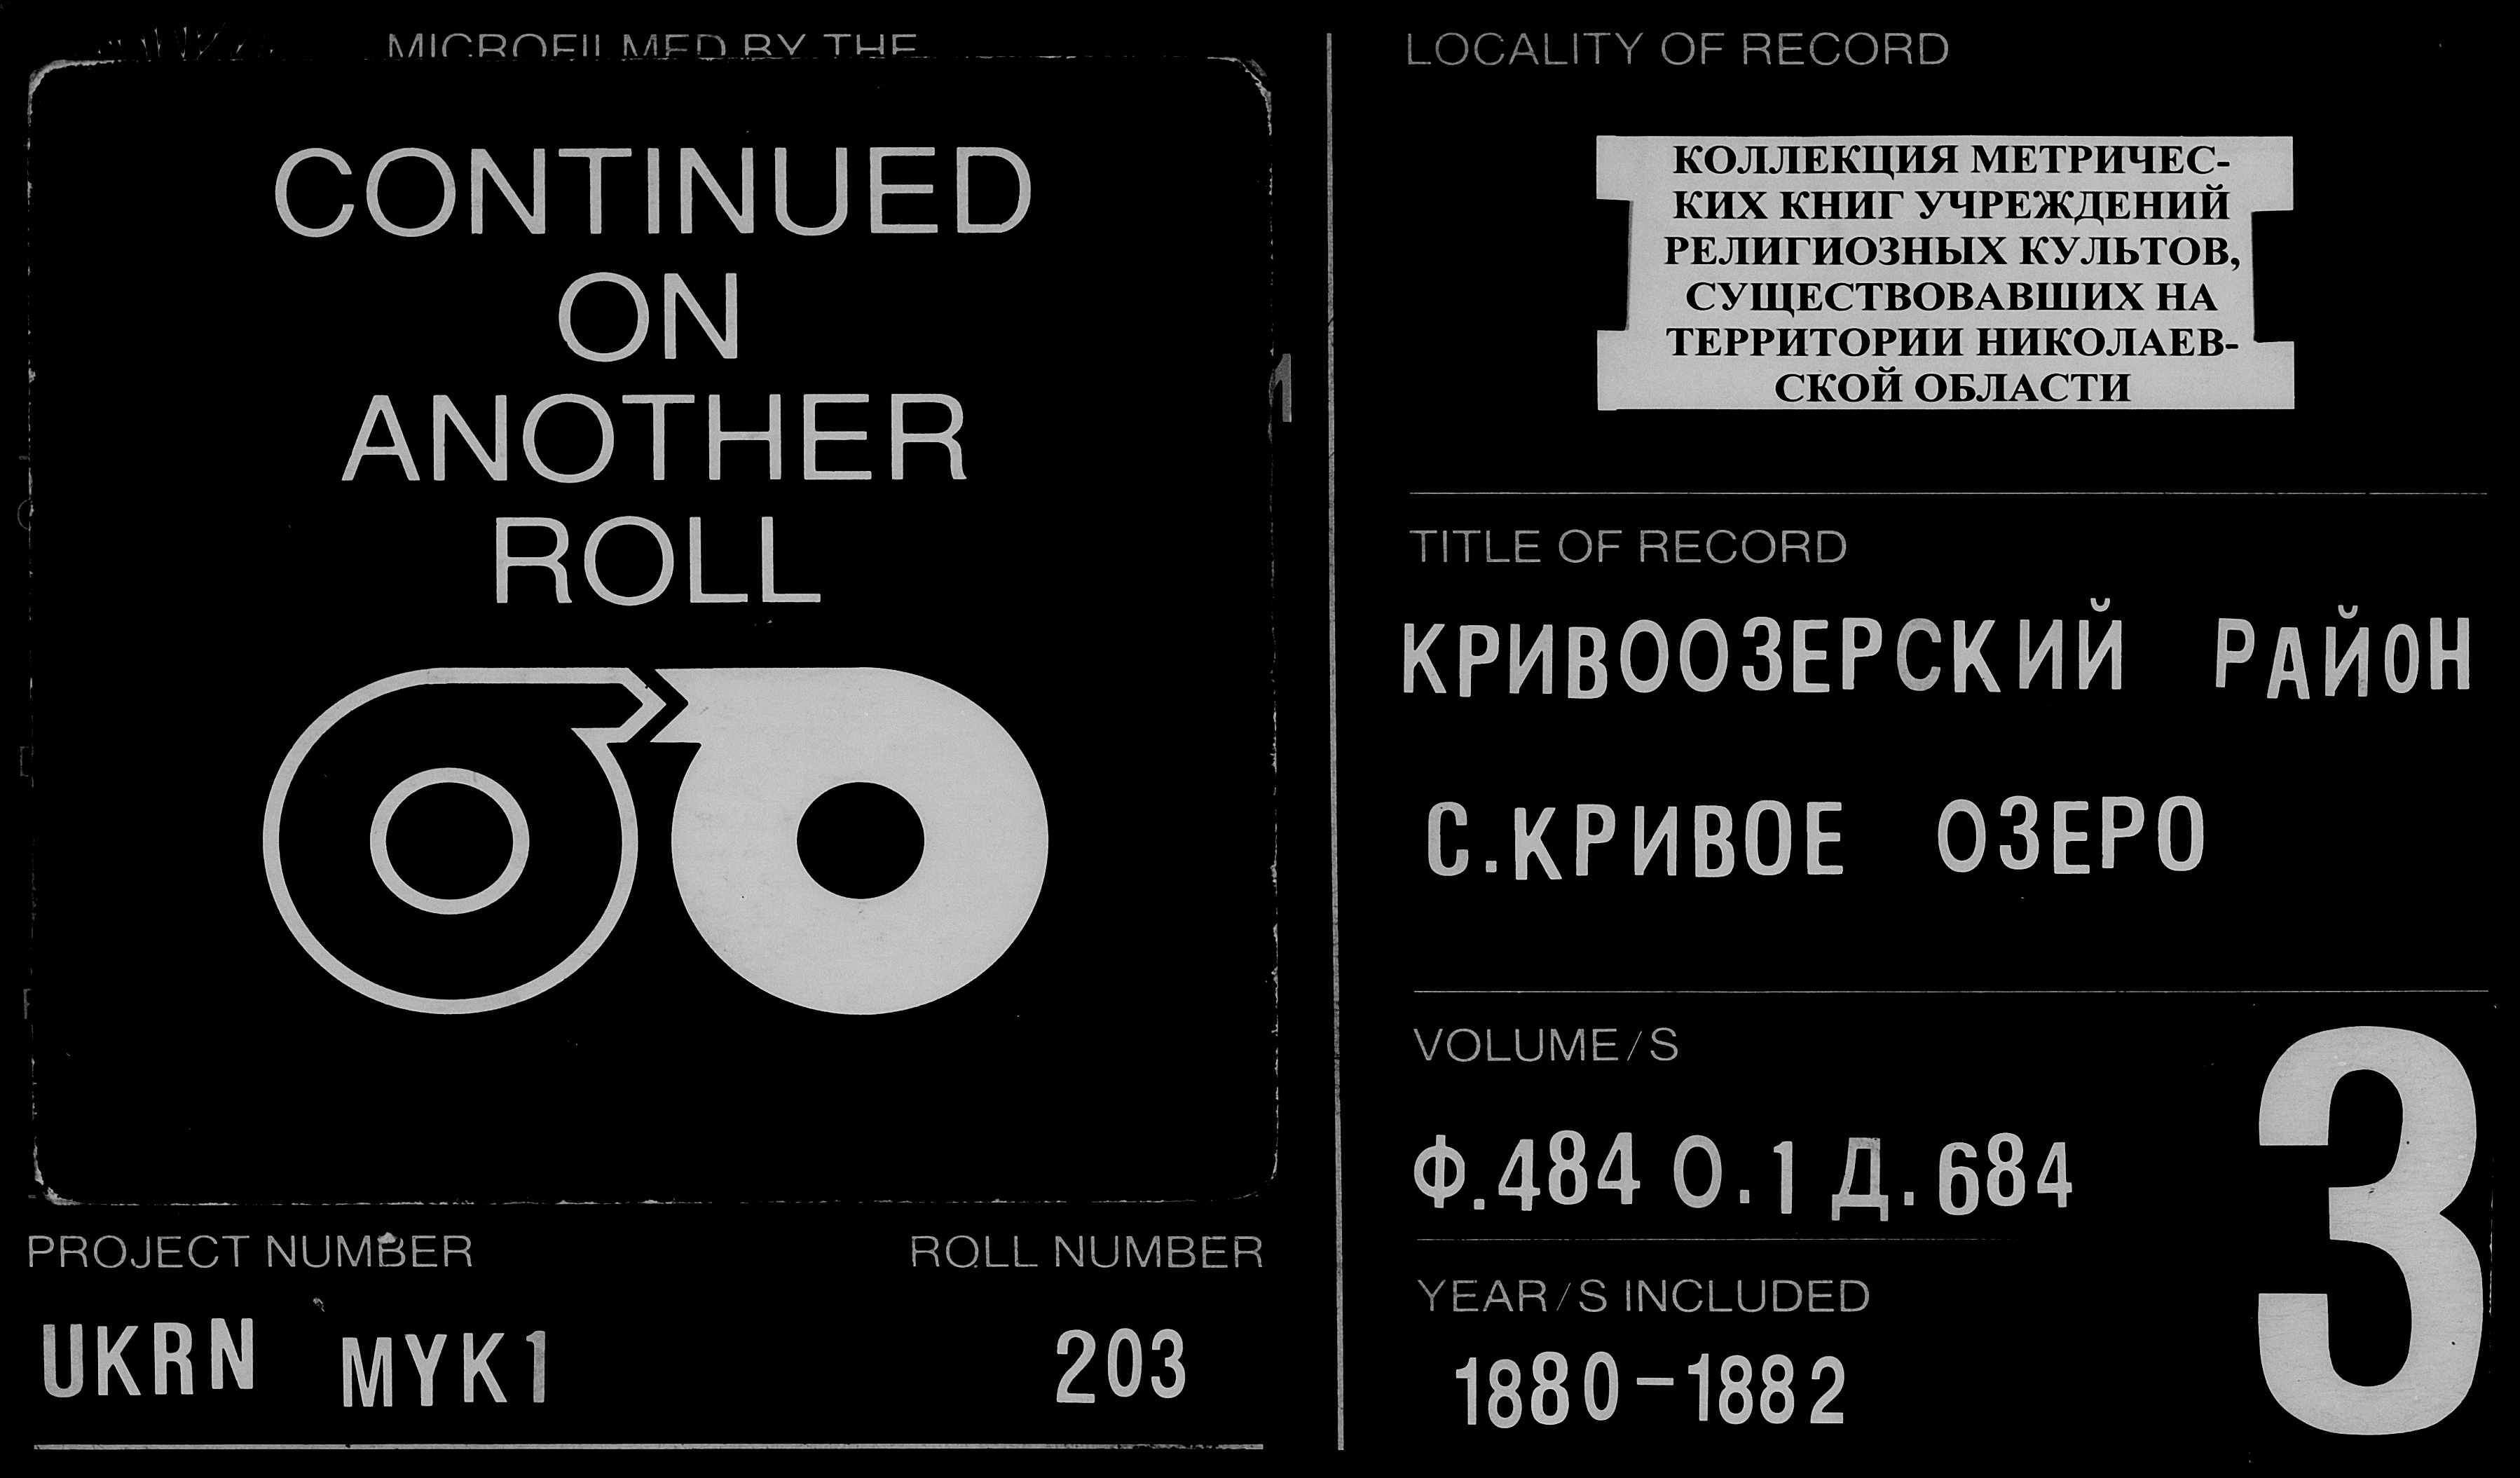 MICROFILMED BY THE
CONTINUED
ON
ANOTHER
ROLL
PROJECT NUMBER
ROLL NUMBER
UKRN MYK1
203
LOCALITY OF RECORD
КОЛЛЕКЦИЯ МЕТРИЧЕС-
КИХ КНИГ УЧРЕЖДЕНИЙ
РЕЛИГИОЗНЫХ КУЛЬТОВ,
СУЩЕСТВОВАВШИХ НА
ТЕРРИТОРИИ НИКОЛАЕВ-
СКОЙ ОБЛАСТИ
TITLE OF RECORD
КРИВООЗЕРСКИЙ РАЙОН
С.КРИВОЕ ОЗЕРО
VOLUME/S
Ф.484 О.1 Д.684
YEAR/S INCLUDED
1880-1882
3